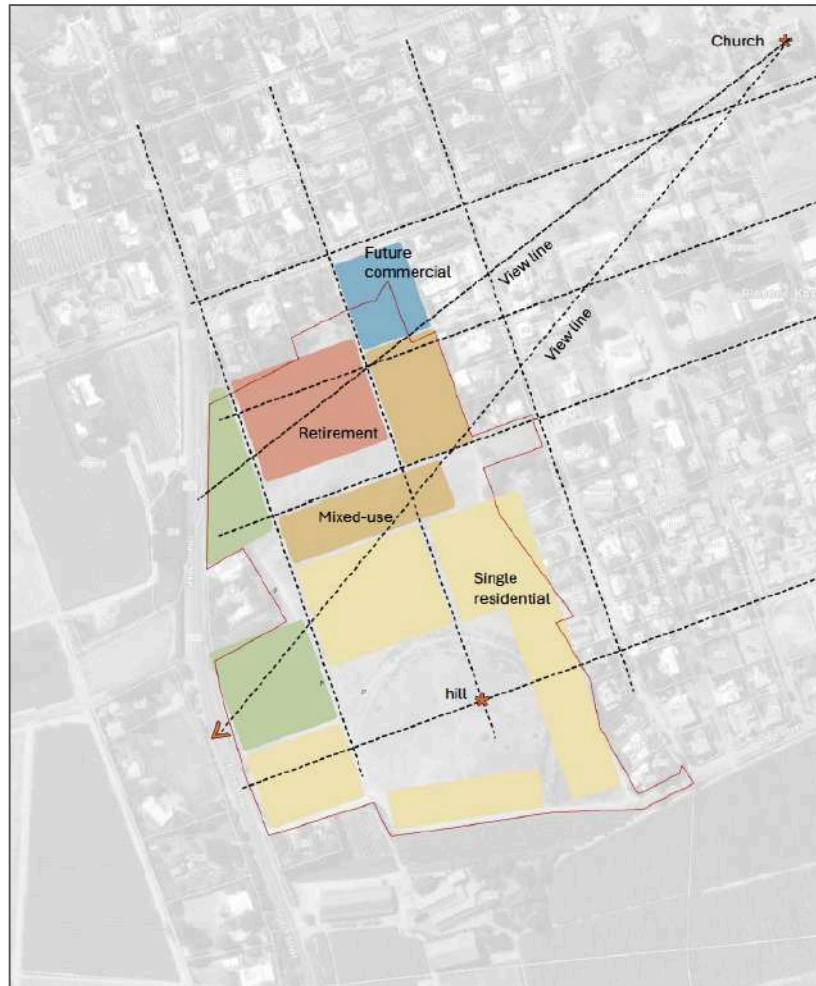 Church
Future
commercial
View line
View line
Retirement
Mixed-use
Single
residential
hill